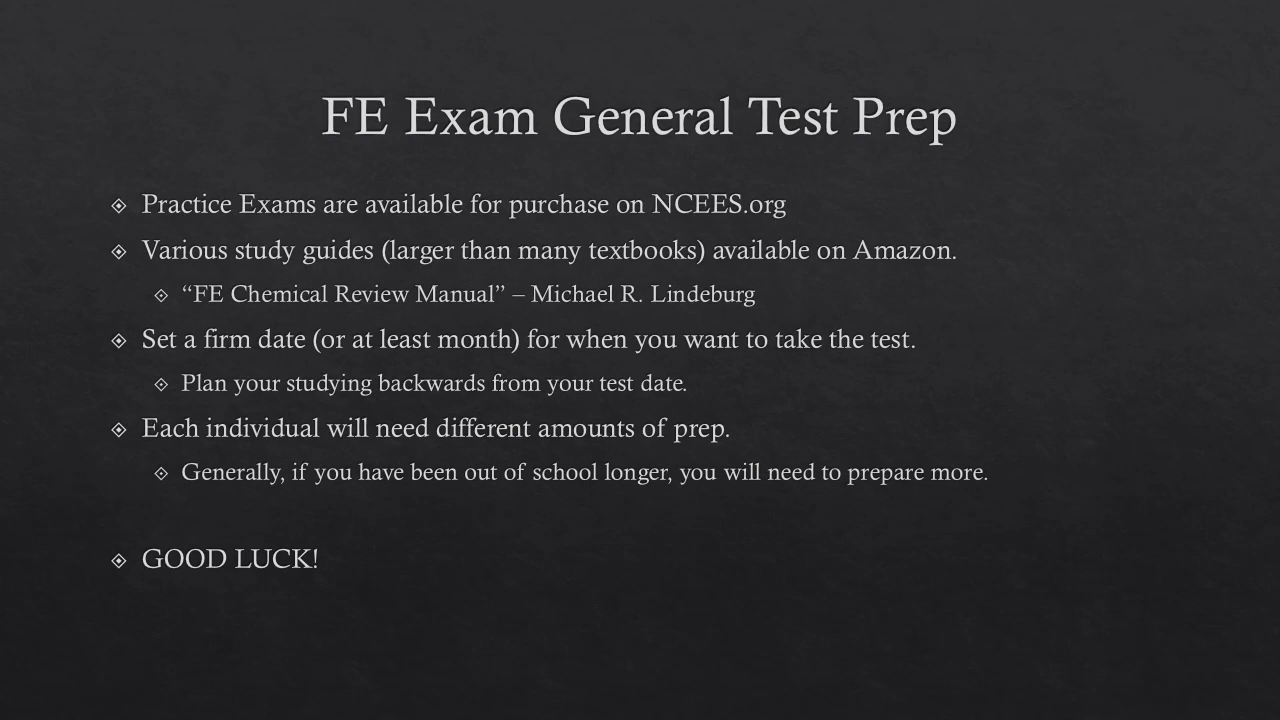 FE Exam General Test Prep
Practice Exams are available for purchase on NCEES.org
Various study guides (larger than many textbooks) available on Amazon.
“FE Chemical Review Manual” – Michael R. Lindeburg
Set a firm date (or at least month) for when you want to take the test.
Plan your studying backwards from your test date.
Each individual will need different amounts of prep.
Generally, if you have been out of school longer, you will need to prepare more.
GOOD LUCK!